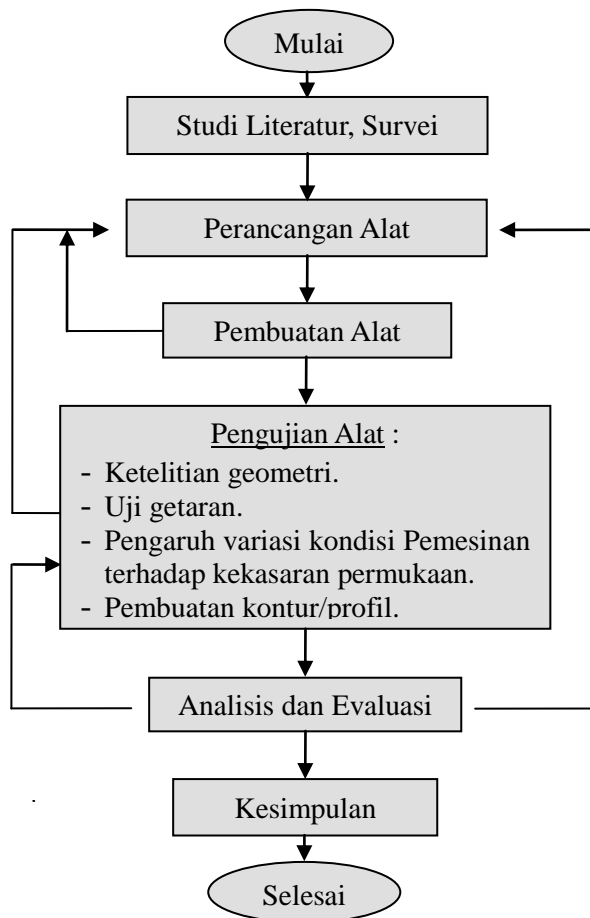 Mulai
Studi Literatur, Survei
Perancangan Alat
Pembuatan Alat
Pengujian Alat :
- Ketelitian geometri.
- Uji getaran.
- Pengaruh variasi kondisi Pemesinan
terhadap kekasaran permukaan.
- Pembuatan kontur/profil.
Analisis dan Evaluasi
.
Kesimpulan
Selesai